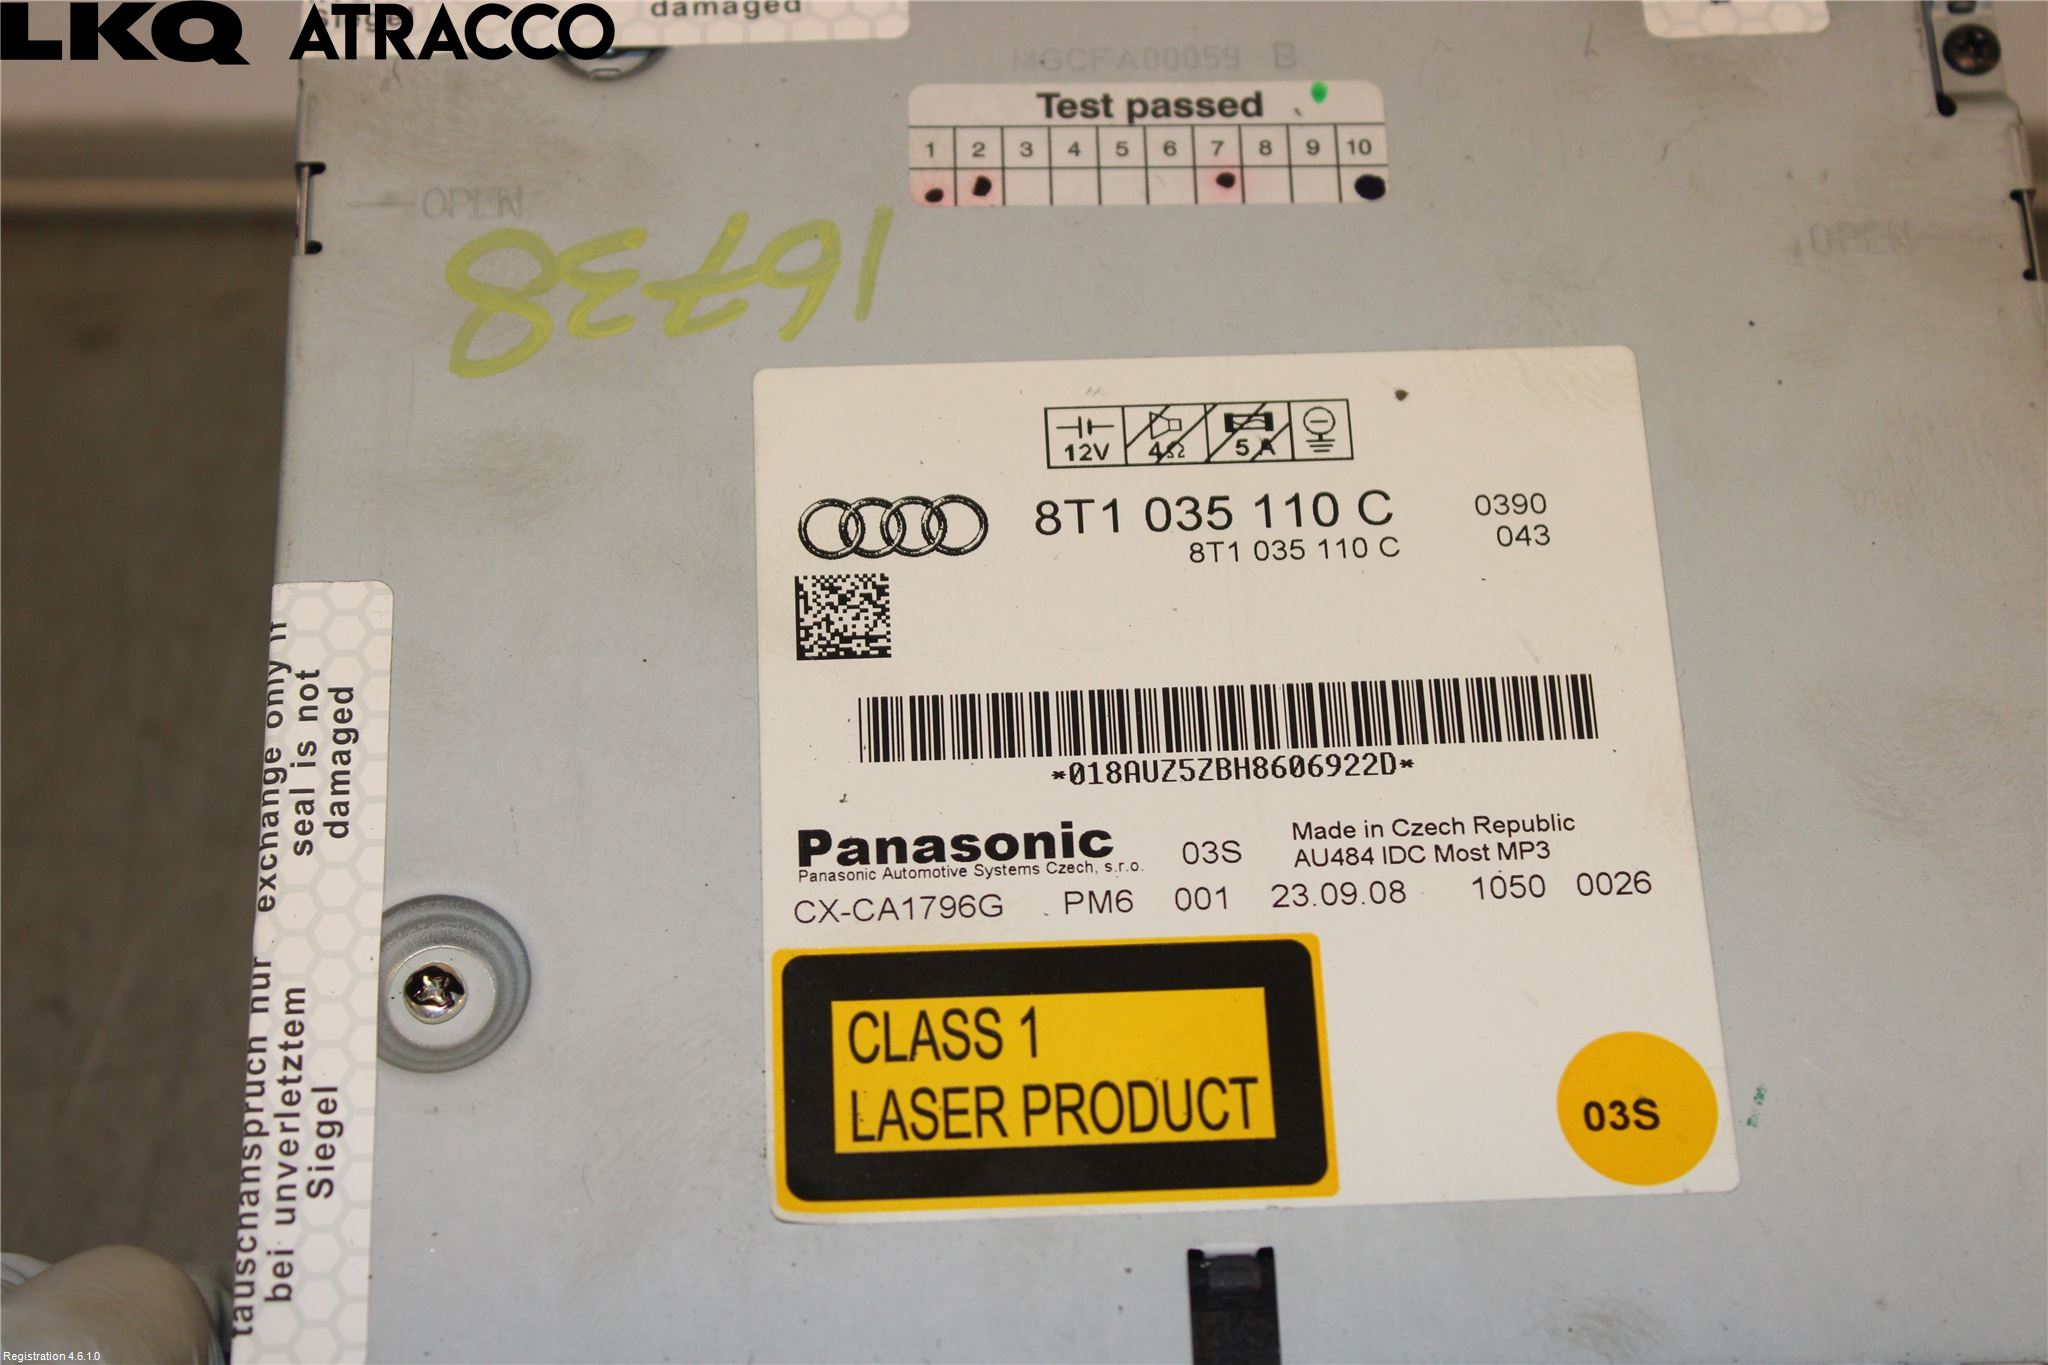 LKQ ATRACCO
Siegel
damaged
MGCFA00059 B
Test passed
1 2 3 4 5 6 7 8 9 10
OPEN
OPEN
16738
12V 4Ω 5 A
8T1 035 110 C 0390
8T1 035 110 C 043
*018AUZ5ZBH8606922D*
Panasonic 03S Made in Czech Republic
Panasonic Automotive Systems Czech, s.r.o. AU484 IDC Most MP3
CX-CA1796G PM6 001 23.09.08 1050 0026
CLASS 1
LASER PRODUCT
03S
exchange only if
seal is not
damaged
tauschanspruch nur
bei unverletztem
Siegel
Registration 4.6.1.0